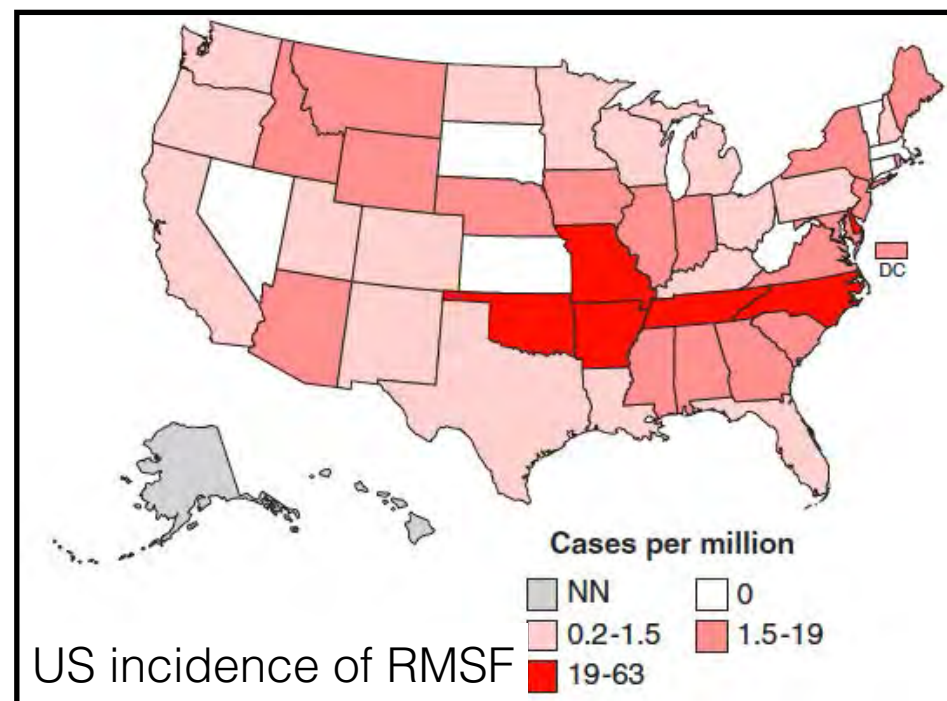 DC
Cases per million
NN
0
0.2-1.5
1.5-19
19-63
US incidence of RMSF